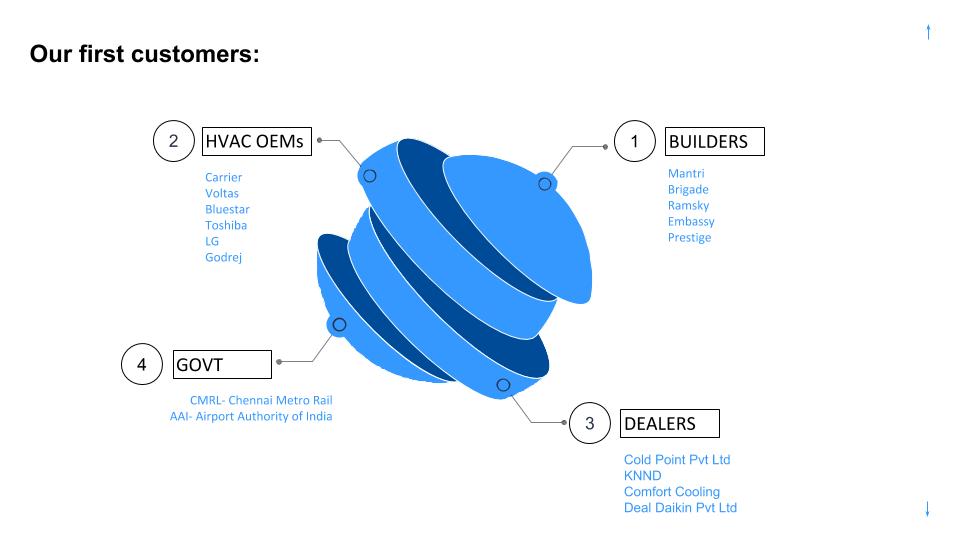 Our first customers:
2
HVAC OEMs
Carrier
Voltas
Bluestar
Toshiba
LG
Godrej
1
BUILDERS
Mantri
Brigade
Ramsky
Embassy
Prestige
4
GOVT
CMRL- Chennai Metro Rail
AAI- Airport Authority of India
3
DEALERS
Cold Point Pvt Ltd
KNND
Comfort Cooling
Deal Daikin Pvt Ltd